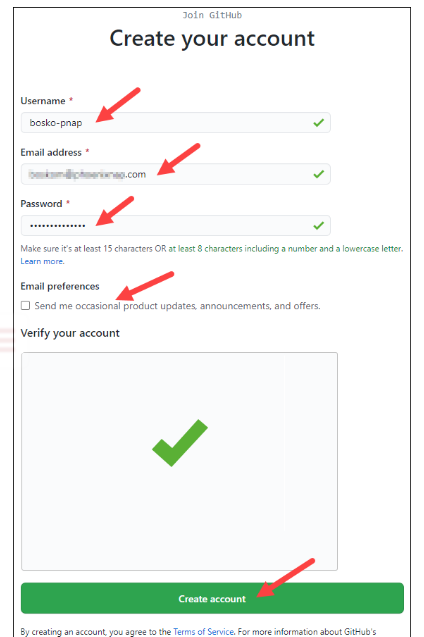 Join GitHub
Create your account
Username *
bosko-pnap
Email address *
.com
Password *
••••••••••••••
Make sure it's at least 15 characters OR at least 8 characters including a number and a lowercase letter.
Learn more.
Email preferences
Send me occasional product updates, announcements, and offers.
Verify your account
Create account
By creating an account, you agree to the Terms of Service. For more information about GitHub's